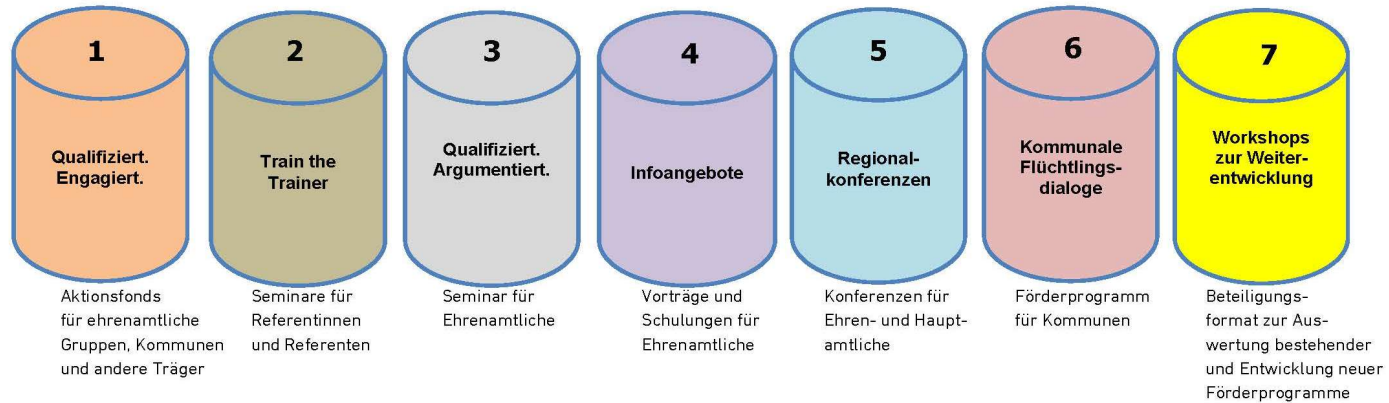 1
Qualifiziert.
Engagiert.
Aktionsfonds
für ehrenamtliche
Gruppen, Kommunen
und andere Träger
2
Train the
Trainer
Seminare für
Referentinnen
und Referenten
3
Qualifiziert.
Argumentiert.
Seminar für
Ehrenamtliche
4
Infoangebote
Vorträge und
Schulungen für
Ehrenamtliche
5
Regional-
konferenzen
Konferenzen für
Ehren- und Haupt-
amtliche
6
Kommunale
Flüchtlings-
dialoge
Förderprogramm
für Kommunen
7
Workshops
zur Weiter-
entwicklung
Beteiligungs-
format zur Aus-
wertung bestehender
und Entwicklung neuer
Förderprogramme